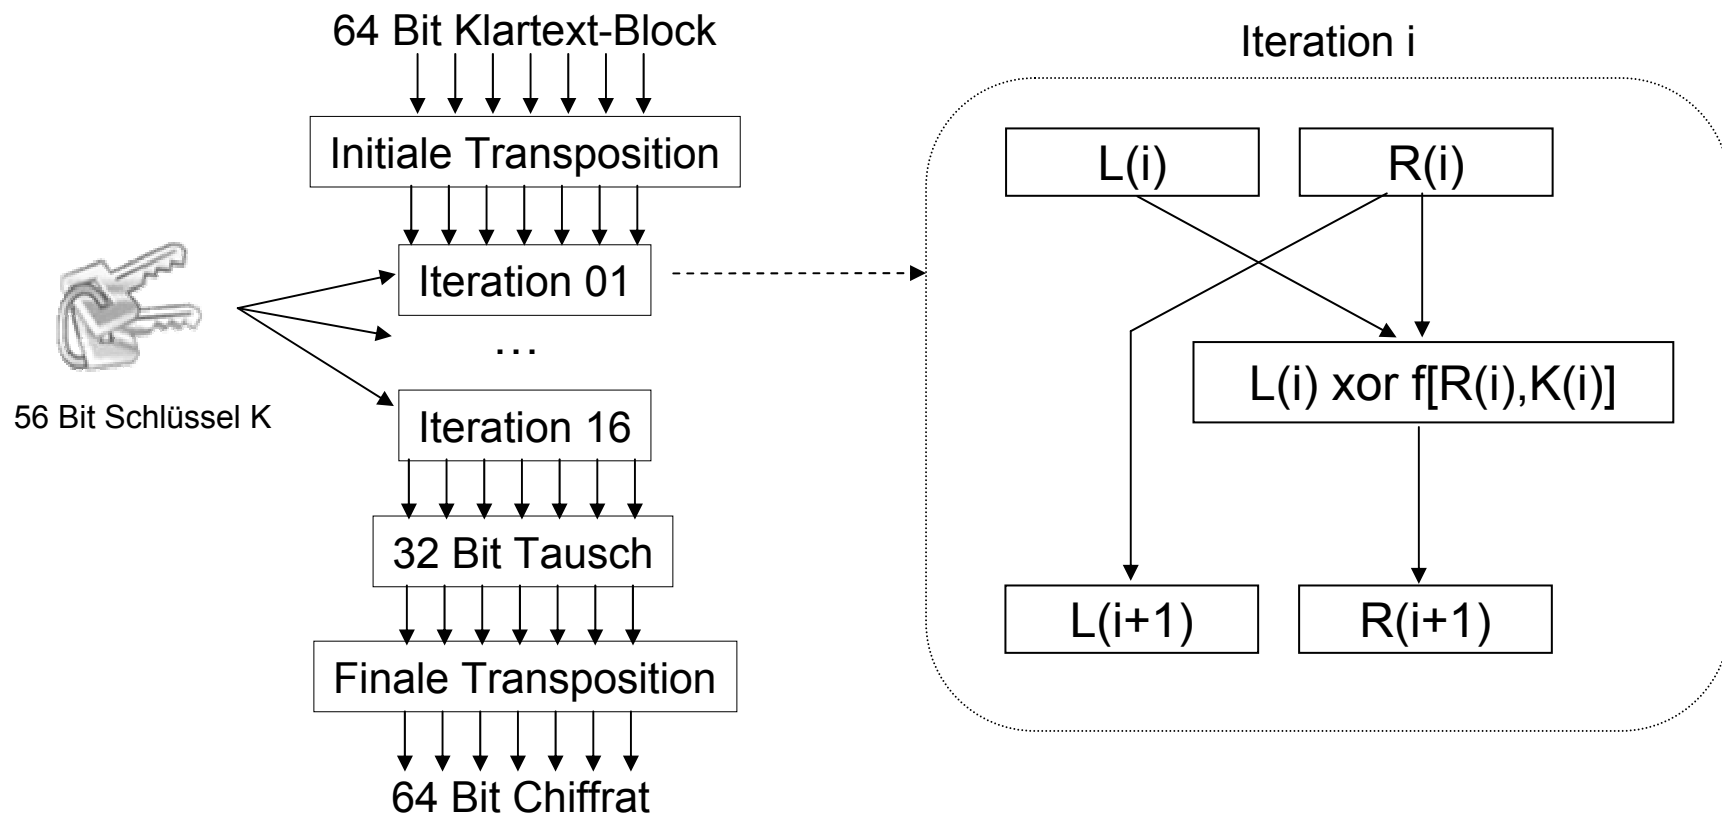 64 Bit Klartext-Block
Initiale Transposition
Iteration 01
…
Iteration 16
56 Bit Schlüssel K
32 Bit Tausch
Finale Transposition
64 Bit Chiffrat
Iteration i
L(i)
R(i)
L(i) xor f[R(i),K(i)]
L(i+1)
R(i+1)